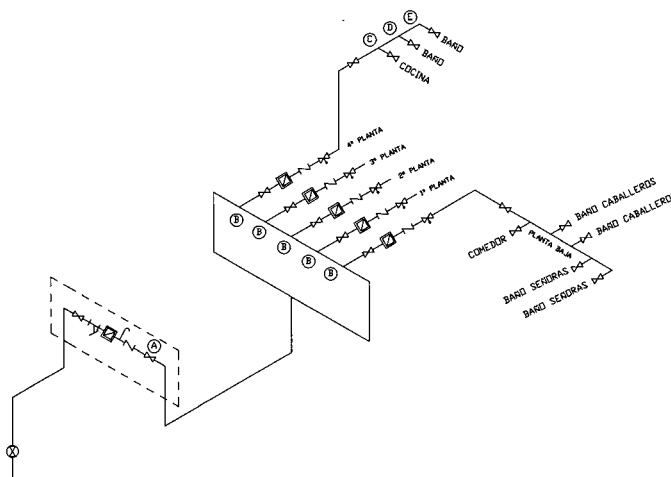 C
D
E
BAÑO
BAÑO
COCINA
4ª PLANTA
3ª PLANTA
2ª PLANTA
1ª PLANTA
B
B
B
B
B
BAÑO CABALLEROS
BAÑO CABALLERO
COMEDOR
PLANTA BAJA
BAÑO SEÑORAS
BAÑO SEÑORAS
A
X